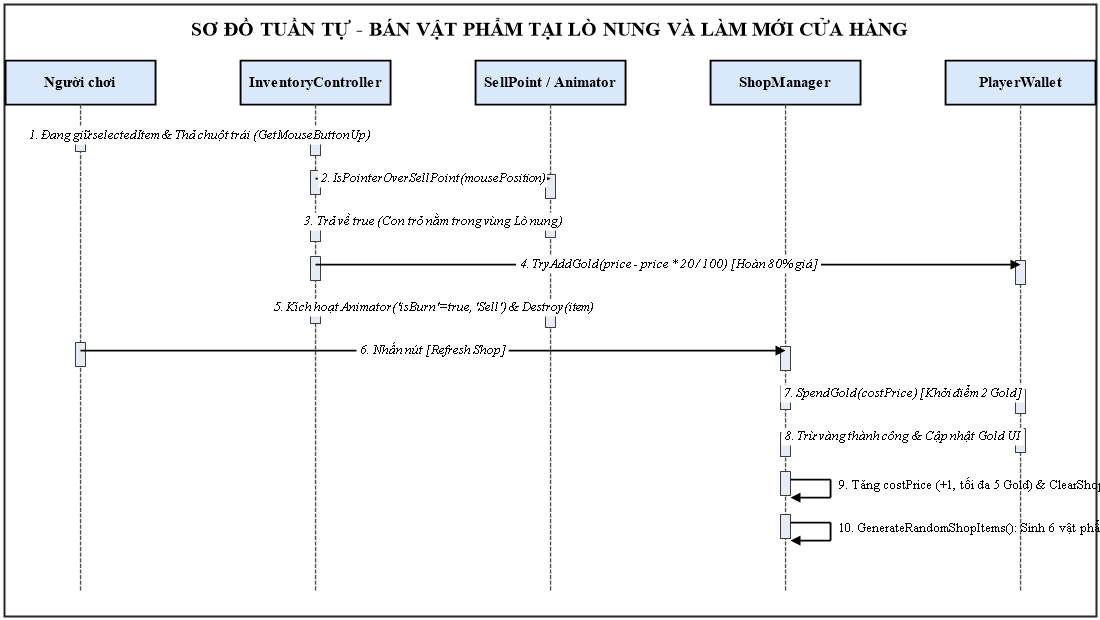 SƠ ĐỒ TUẦN TỰ - BÁN VẬT PHẨM TẠI LÒ NUNG VÀ LÀM MỚI CỬA HÀNG
Người chơi
InventoryController
SellPoint / Animator
ShopManager
PlayerWallet
1. Đang giữ selectedItem & Thả chuột trái (GetMouseButtonUp)
2. IsPointerOverSellPoint(mousePosition)
3. Trả về true (Con trỏ nằm trong vùng Lò nung)
4. TryAddGold(price - price * 20 / 100) [Hoàn 80% giá]
5. Kích hoạt Animator ('isBurn'=true, 'Sell') & Destroy(item)
6. Nhấn nút [Refresh Shop]
7. SpendGold(costPrice) [Khởi điểm 2 Gold]
8. Trừ vàng thành công & Cập nhật Gold UI
9. Tăng costPrice (+1, tối đa 5 Gold) & ClearShop
10. GenerateRandomShopItems(): Sinh 6 vật phẩ